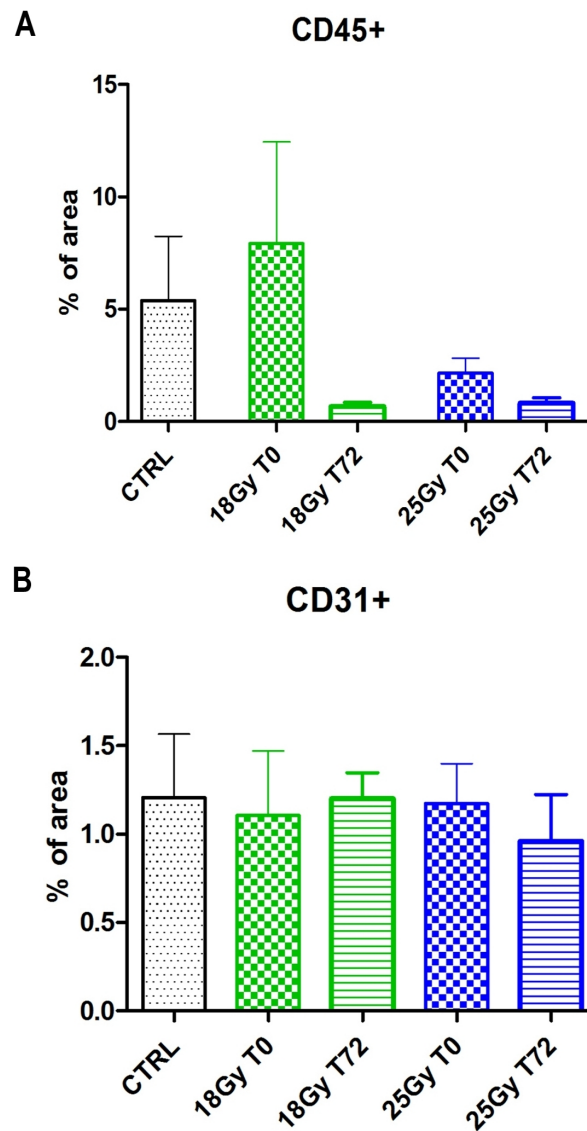 A
CD45+
% of area
15
10
5
0
CTRL
18Gy T0
18Gy T72
25Gy T0
25Gy T72
B
CD31+
% of area
2.0
1.5
1.0
0.5
0.0
CTRL
18Gy T0
18Gy T72
25Gy T0
25Gy T72